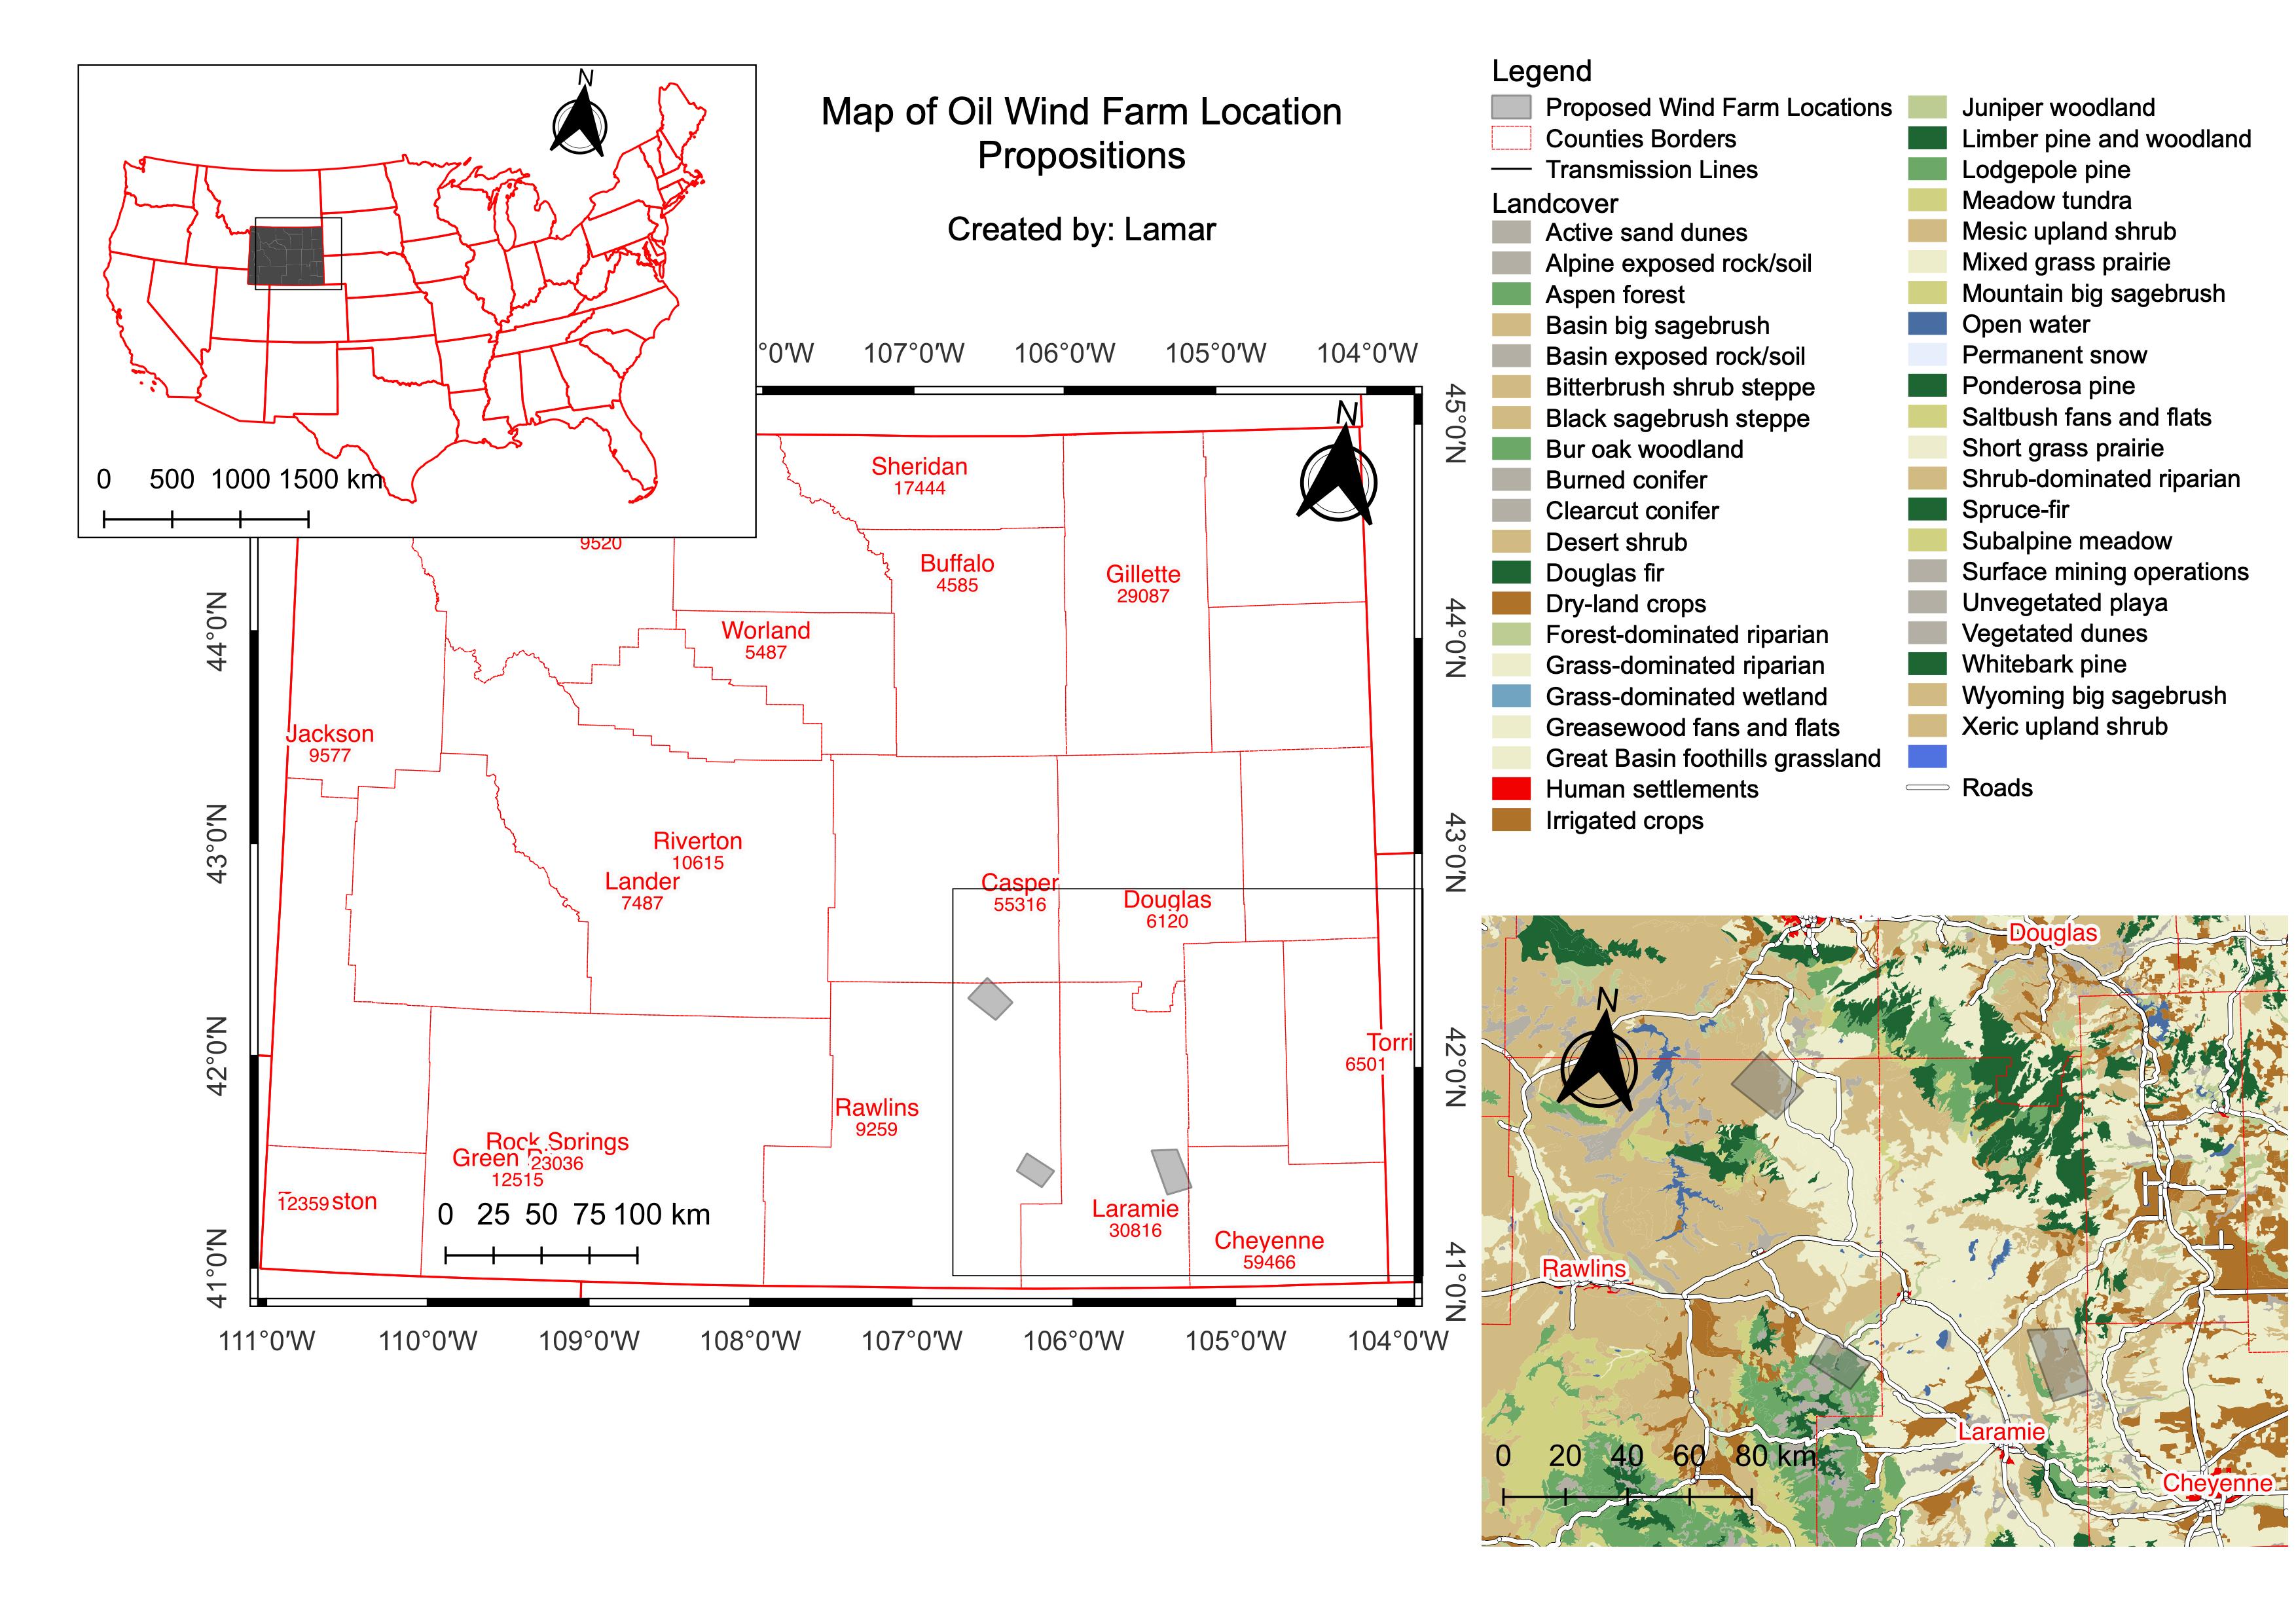 N
0 500 1000 1500 km
Map of Oil Wind Farm Location
Propositions
Created by: Lamar
°0'W 107°0'W 106°0'W 105°0'W 104°0'W
N
45°0'N
44°0'N
43°0'N
42°0'N
41°0'N
44°0'N
43°0'N
42°0'N
41°0'N
111°0'W 110°0'W 109°0'W 108°0'W 107°0'W 106°0'W 105°0'W 104°0'W
Sheridan
17444
9520
Buffalo
4585
Gillette
29087
Worland
5487
Jackson
9577
Riverton
10615
Lander
7487
Casper
55316
Douglas
6120
Torri
6501
Rawlins
9259
Rock Springs
23036
Green
12515
12359
ston
Laramie
30816
Cheyenne
59466
0 25 50 75 100 km
Legend
Proposed Wind Farm Locations
Counties Borders
Transmission Lines
Landcover
Active sand dunes
Alpine exposed rock/soil
Aspen forest
Basin big sagebrush
Basin exposed rock/soil
Bitterbrush shrub steppe
Black sagebrush steppe
Bur oak woodland
Burned conifer
Clearcut conifer
Desert shrub
Douglas fir
Dry-land crops
Forest-dominated riparian
Grass-dominated riparian
Grass-dominated wetland
Greasewood fans and flats
Great Basin foothills grassland
Human settlements
Irrigated crops
Juniper woodland
Limber pine and woodland
Lodgepole pine
Meadow tundra
Mesic upland shrub
Mixed grass prairie
Mountain big sagebrush
Open water
Permanent snow
Ponderosa pine
Saltbush fans and flats
Short grass prairie
Shrub-dominated riparian
Spruce-fir
Subalpine meadow
Surface mining operations
Unvegetated playa
Vegetated dunes
Whitebark pine
Wyoming big sagebrush
Xeric upland shrub
Roads
Douglas
N
Rawlins
Laramie
Cheyenne
0 20 40 60 80 km